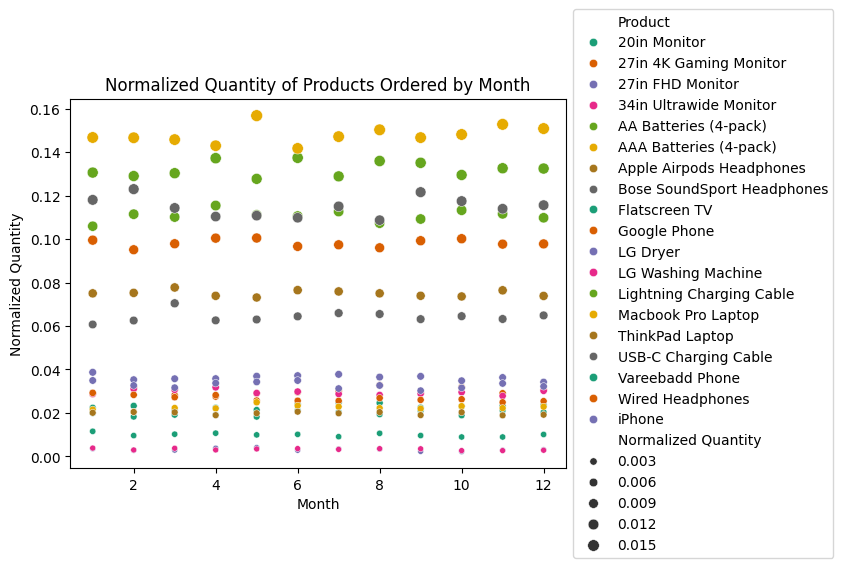 Normalized Quantity of Products Ordered by Month
Normalized Quantity
0.16
0.14
0.12
0.10
0.08
0.06
0.04
0.02
0.00
2
4
6
8
10
12
Month
Product
20in Monitor
27in 4K Gaming Monitor
27in FHD Monitor
34in Ultrawide Monitor
AA Batteries (4-pack)
AAA Batteries (4-pack)
Apple Airpods Headphones
Bose SoundSport Headphones
Flatscreen TV
Google Phone
LG Dryer
LG Washing Machine
Lightning Charging Cable
Macbook Pro Laptop
ThinkPad Laptop
USB-C Charging Cable
Vareebadd Phone
Wired Headphones
iPhone
Normalized Quantity
0.003
0.006
0.009
0.012
0.015